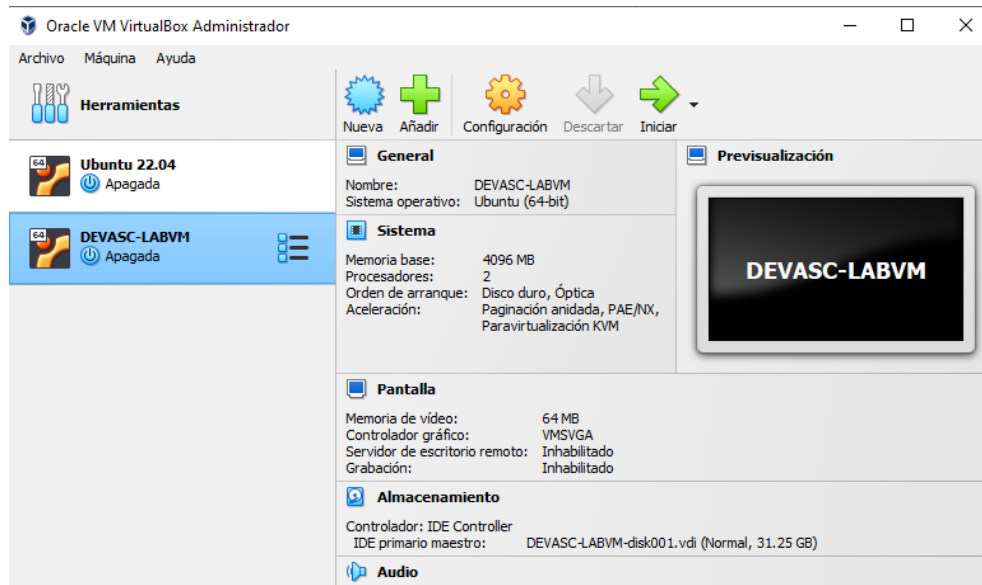 Oracle VM VirtualBox Administrador
Archivo Máquina Ayuda
Herramientas
Nueva Añadir Configuración Descartar Iniciar
64
Ubuntu 22.04
Apagada
64
DEVASC-LABVM
Apagada
General
Nombre: DEVASC-LABVM
Sistema operativo: Ubuntu (64-bit)
Sistema
Memoria base: 4096 MB
Procesadores: 2
Orden de arranque: Disco duro, Óptica
Aceleración: Paginación anidada, PAE/NX,
Paravirtualización KVM
Previsualización
DEVASC-LABVM
Pantalla
Memoria de vídeo: 64 MB
Controlador gráfico: VMSVGA
Servidor de escritorio remoto: Inhabilitado
Grabación: Inhabilitado
Almacenamiento
Controlador: IDE Controller
IDE primario maestro: DEVASC-LABVM-disk001.vdi (Normal, 31.25 GB)
Audio